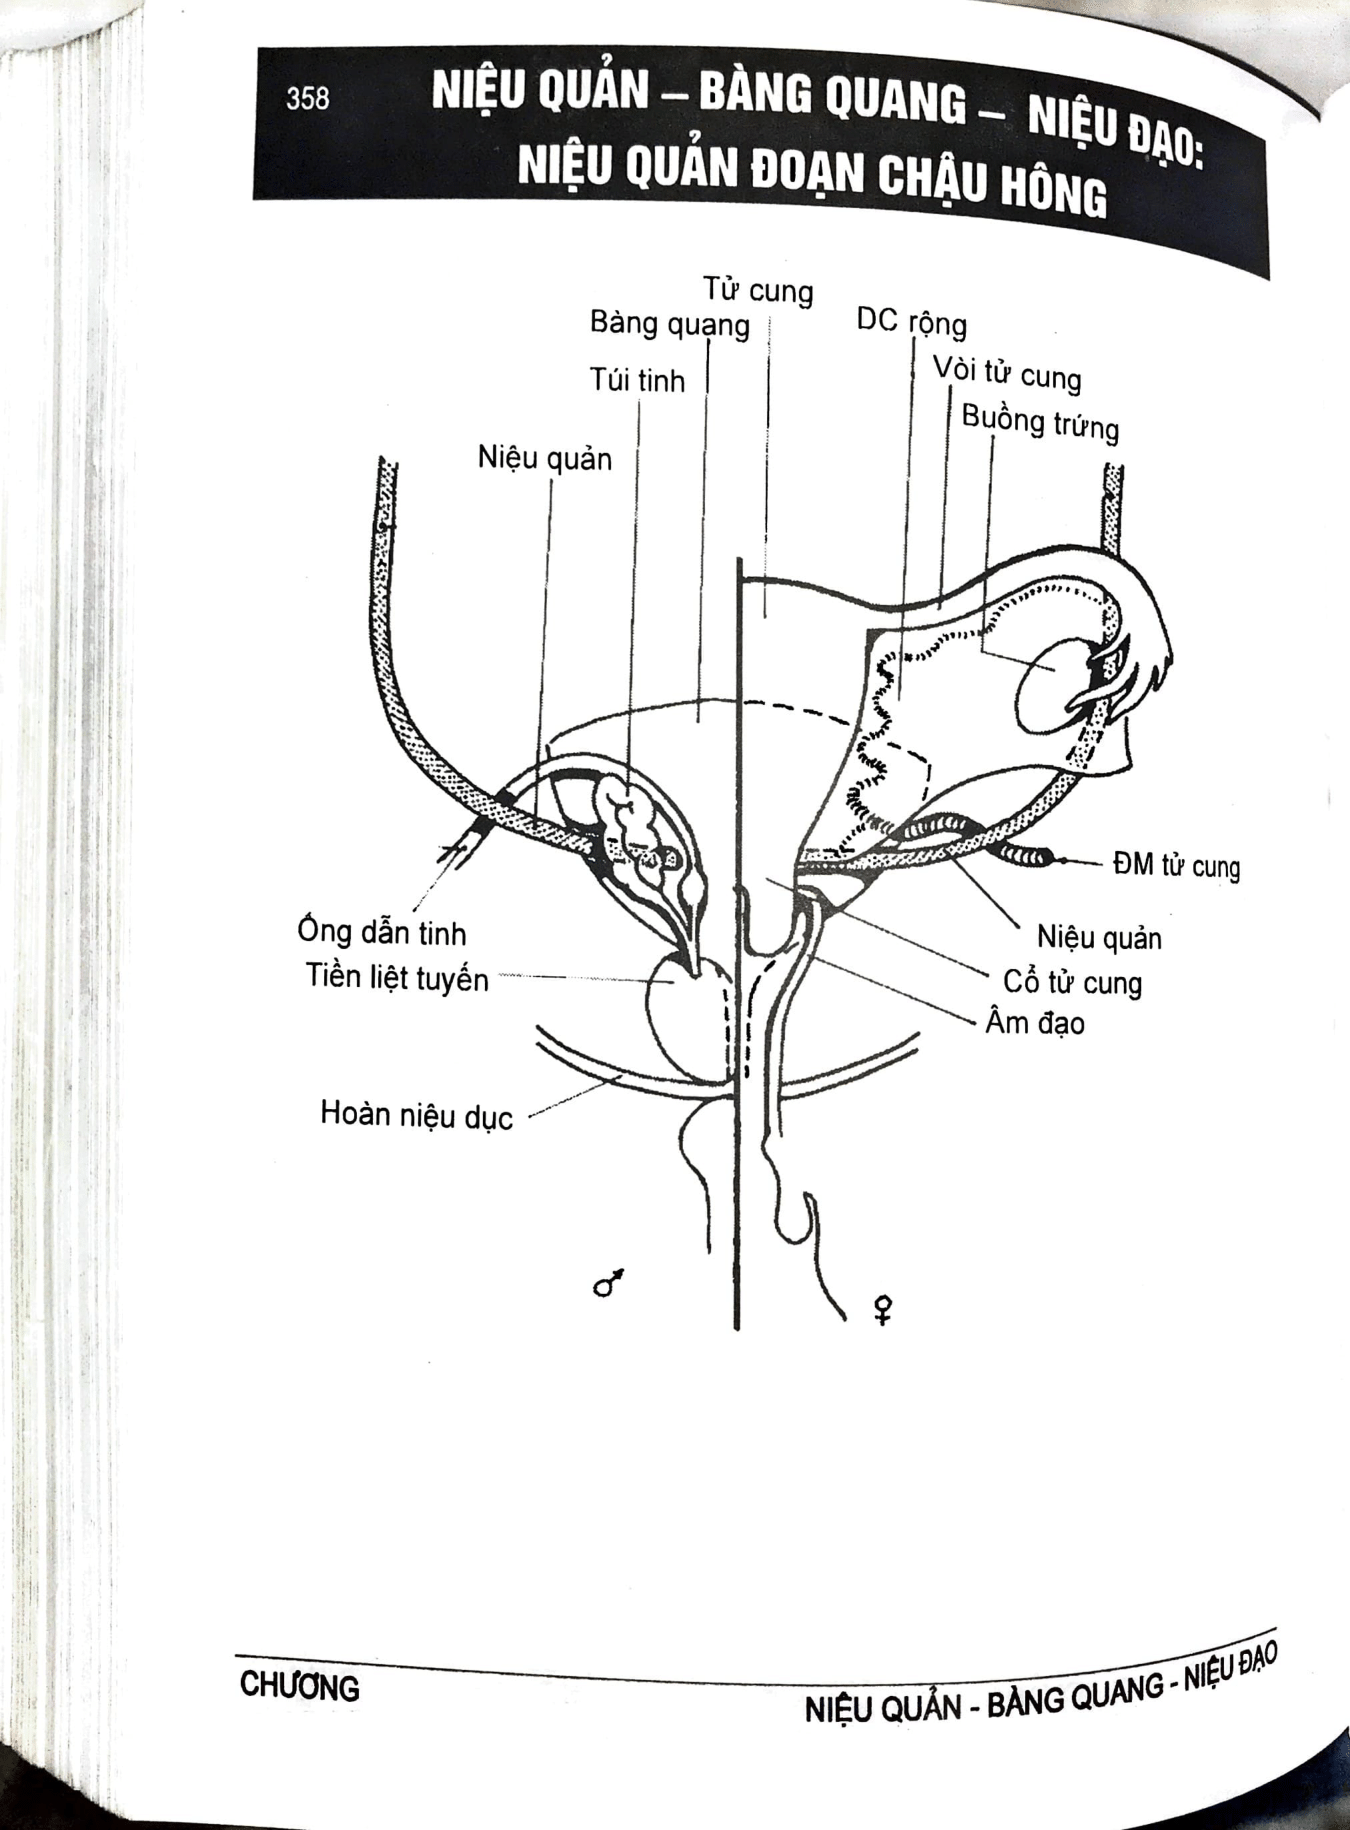 358
NIỆU QUẢN – BÀNG QUANG – NIỆU ĐẠO:
NIỆU QUẢN ĐOẠN CHẬU HÔNG
Tử cung
Bàng quang
DC rộng
Túi tinh
Vòi tử cung
Buồng trứng
Niệu quản
ĐM tử cung
Ống dẫn tinh
Niệu quản
Tiền liệt tuyến
Cổ tử cung
Âm đạo
Hoàn niệu dục
♂
♀
CHƯƠNG
NIỆU QUẢN - BÀNG QUANG - NIỆU ĐẠO